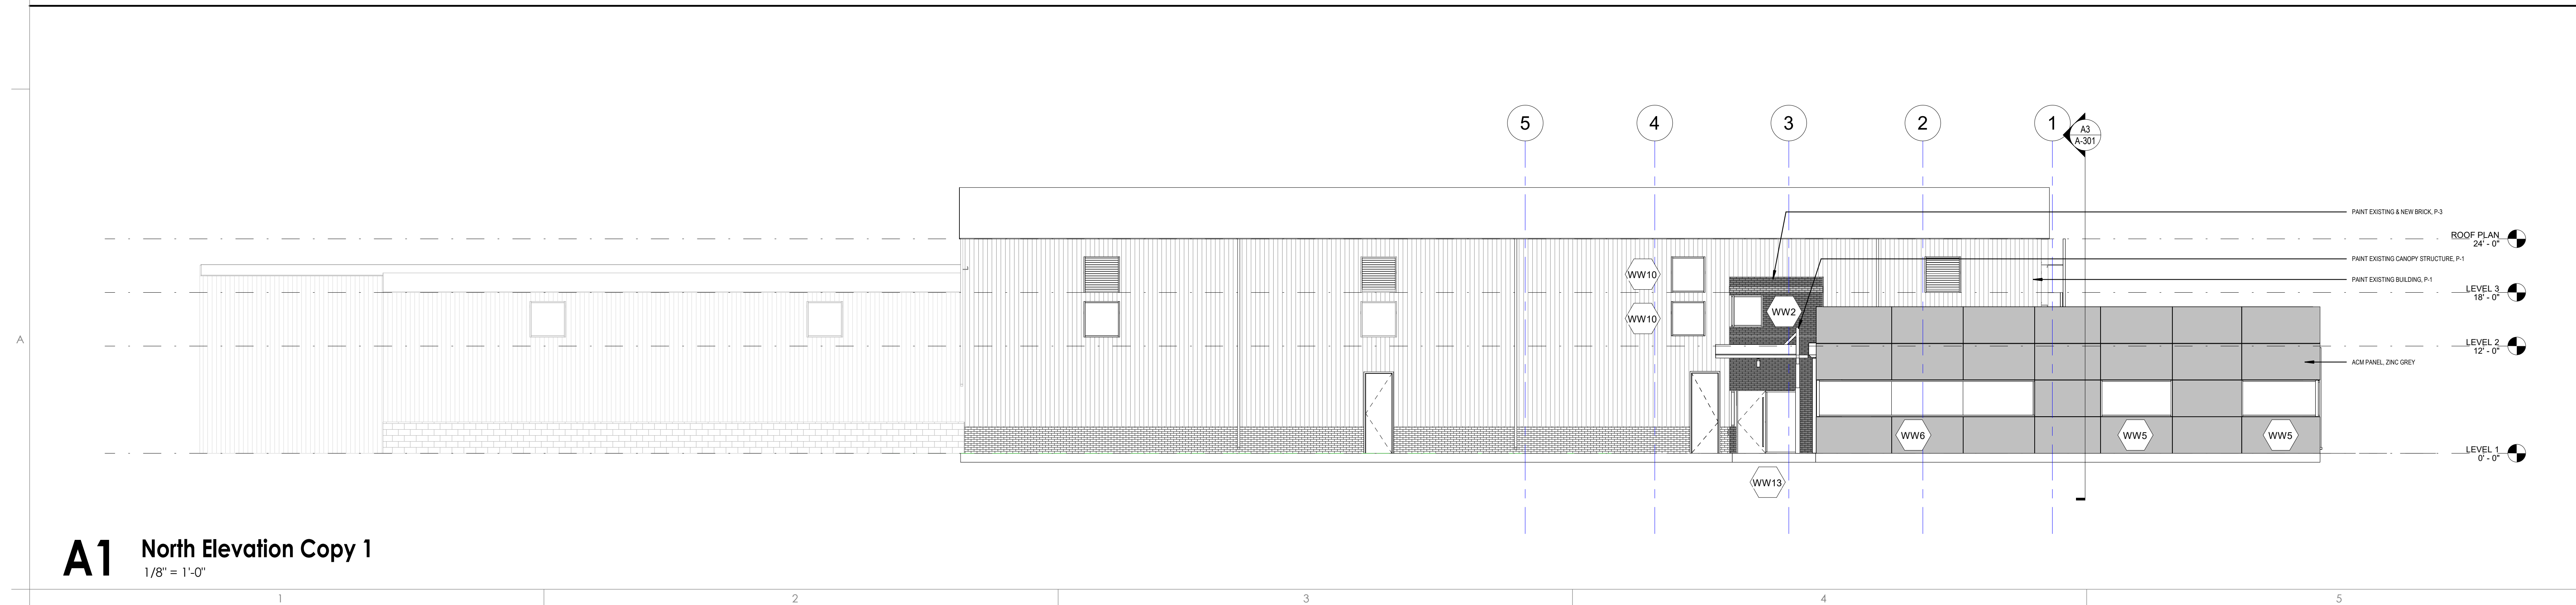 5
4
3
2
1
A3
A-301
PAINT EXISTING & NEW BRICK, P-3
ROOF PLAN
24' - 0"
PAINT EXISTING CANOPY STRUCTURE, P-1
WW10
PAINT EXISTING BUILDING, P-1
LEVEL 3
18' - 0"
WW2
WW10
A
LEVEL 2
12' - 0"
ACM PANEL, ZINC GREY
WW6
WW5
WW5
LEVEL 1
0' - 0"
WW13
A1
North Elevation Copy 1
1/8" = 1'-0"
1
2
3
4
5